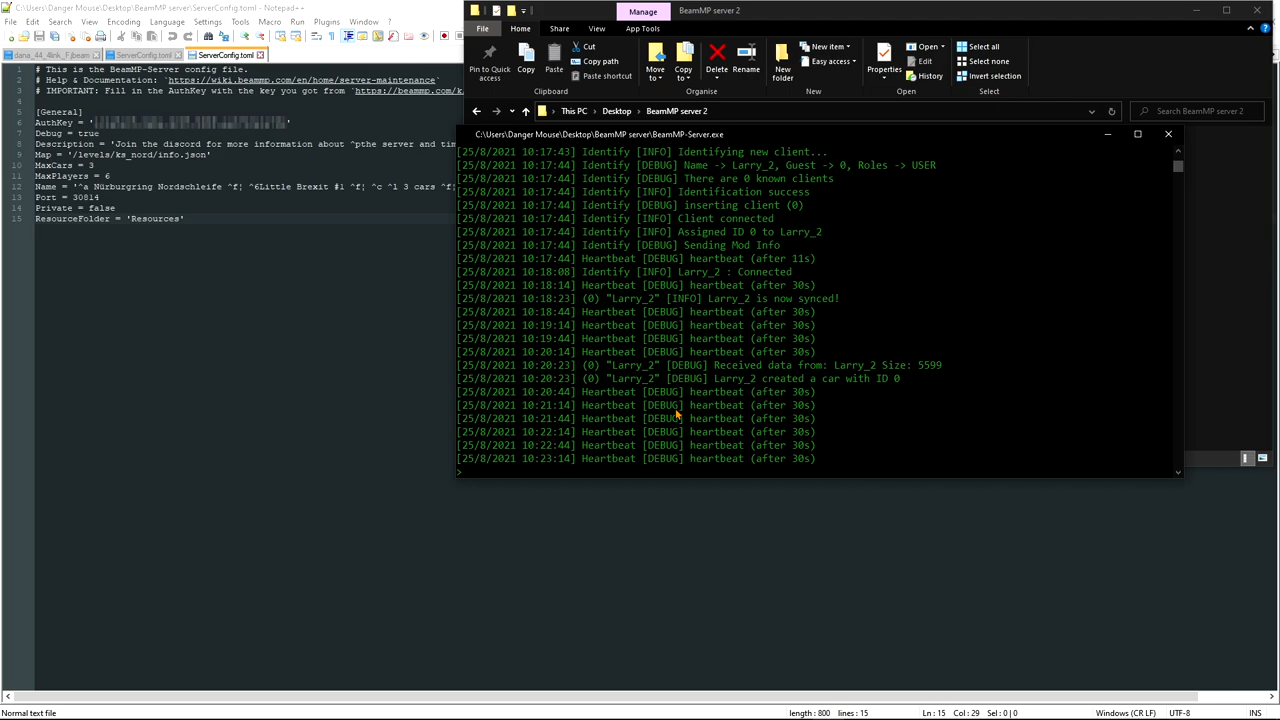 C:\Users\Danger Mouse\Desktop\BeamMP server\ServerConfig.toml - Notepad++
File Edit Search View Encoding Language Settings Tools Macro Run Plugins Window
dana_44_4link_F.jbeam ServerConfig.toml ServerConfig.toml
1 # This is the BeamMP-Server config file.
2 # Help & Documentation: `https://wiki.beammp.com/en/home/server-maintenance`
3 # IMPORTANT: Fill in the AuthKey with the key you got from `https://beammp.com/k
4
5 [General]
6 AuthKey = '
7 Debug = true
8 Description = 'Join the discord for more information about ^pthe server and tim
9 Map = '/levels/ks_nord/info.json'
10 MaxCars = 3
11 MaxPlayers = 6
12 Name = '^a Nürburgring Nordschleife ^f¦ ^6Little Brexit #1 ^f¦ ^c ^l 3 cars ^f¦
13 Port = 30814
14 Private = false
15 ResourceFolder = 'Resources'
Manage BeamMP server 2
File Home Share View App Tools
Pin to Quick access
Copy
Paste
Cut
Copy path
Paste shortcut
Clipboard
Move to
Copy to
Delete
Rename
Organise
New folder
New item
Easy access
New
Properties
Open
Edit
History
Open
Select all
Select none
Invert selection
Select
This PC > Desktop > BeamMP server 2
Search BeamMP server 2
C:\Users\Danger Mouse\Desktop\BeamMP server\BeamMP-Server.exe
[25/8/2021 10:17:43] Identify [INFO] Identifying new client...
[25/8/2021 10:17:44] Identify [DEBUG] Name -> Larry_2, Guest -> 0, Roles -> USER
[25/8/2021 10:17:44] Identify [DEBUG] There are 0 known clients
[25/8/2021 10:17:44] Identify [INFO] Identification success
[25/8/2021 10:17:44] Identify [DEBUG] inserting client (0)
[25/8/2021 10:17:44] Identify [INFO] Client connected
[25/8/2021 10:17:44] Identify [INFO] Assigned ID 0 to Larry_2
[25/8/2021 10:17:44] Identify [DEBUG] Sending Mod Info
[25/8/2021 10:17:44] Heartbeat [DEBUG] heartbeat (after 11s)
[25/8/2021 10:18:08] Identify [INFO] Larry_2 : Connected
[25/8/2021 10:18:14] Heartbeat [DEBUG] heartbeat (after 30s)
[25/8/2021 10:18:23] (0) "Larry_2" [INFO] Larry_2 is now synced!
[25/8/2021 10:18:44] Heartbeat [DEBUG] heartbeat (after 30s)
[25/8/2021 10:19:14] Heartbeat [DEBUG] heartbeat (after 30s)
[25/8/2021 10:19:44] Heartbeat [DEBUG] heartbeat (after 30s)
[25/8/2021 10:20:14] Heartbeat [DEBUG] heartbeat (after 30s)
[25/8/2021 10:20:23] (0) "Larry_2" [DEBUG] Received data from: Larry_2 Size: 5599
[25/8/2021 10:20:23] (0) "Larry_2" [DEBUG] Larry_2 created a car with ID 0
[25/8/2021 10:20:44] Heartbeat [DEBUG] heartbeat (after 30s)
[25/8/2021 10:21:14] Heartbeat [DEBUG] heartbeat (after 30s)
[25/8/2021 10:21:44] Heartbeat [DEBUG] heartbeat (after 30s)
[25/8/2021 10:22:14] Heartbeat [DEBUG] heartbeat (after 30s)
[25/8/2021 10:22:44] Heartbeat [DEBUG] heartbeat (after 30s)
[25/8/2021 10:23:14] Heartbeat [DEBUG] heartbeat (after 30s)
>
Normal text file length : 800 lines : 15 Ln : 15 Col : 29 Sel : 0 | 0 Windows (CR LF) UTF-8 INS